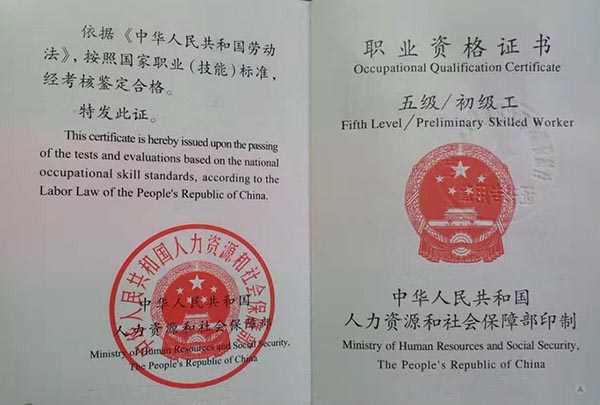 依据《中华人民共和国劳动
法》，按照国家职业(技能)标准，
经考核鉴定合格。
特发此证。
This certificate is hereby issued upon the passing
of the tests and evaluations based on the national
occupational skill standards, according to the
Labor Law of the People's Republic of China.
中华人民共和国人力资源和社会保障部
中华人民共和国
人力资源和社会保障部
Ministry of Human Resources and Social Security,
The People's Republic of China
职业资格证书
Occupational Qualification Certificate
五级/初级工
Fifth Level/Preliminary Skilled Worker
中华人民共和国
人力资源和社会保障部印制
Ministry of Human Resources and Social Security,
The People's Republic of China